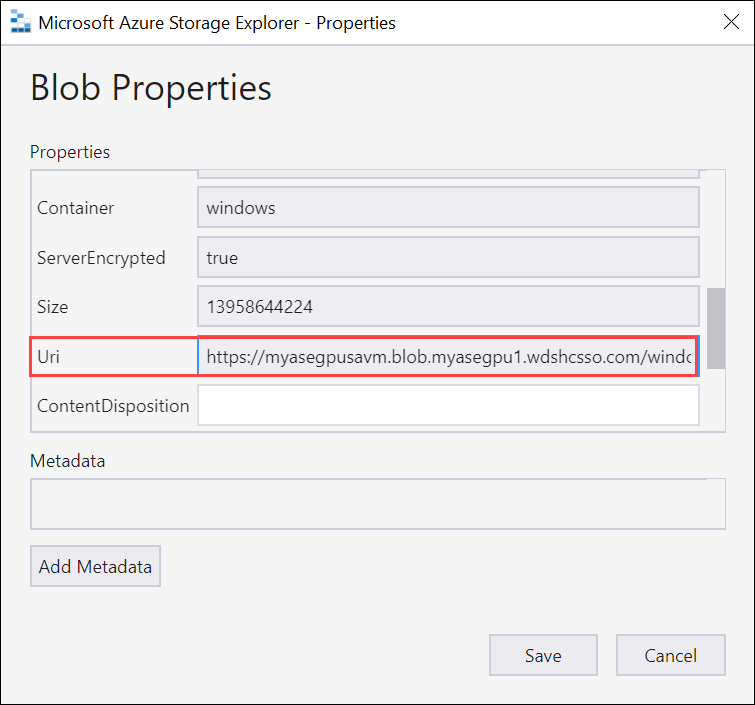 Microsoft Azure Storage Explorer - Properties
Blob Properties
Properties
Container windows
ServerEncrypted true
Size 13958644224
Uri https://myasegpusavm.blob.myasegpu1.wdshcsso.com/windo
ContentDisposition
Metadata
Add Metadata
Save Cancel